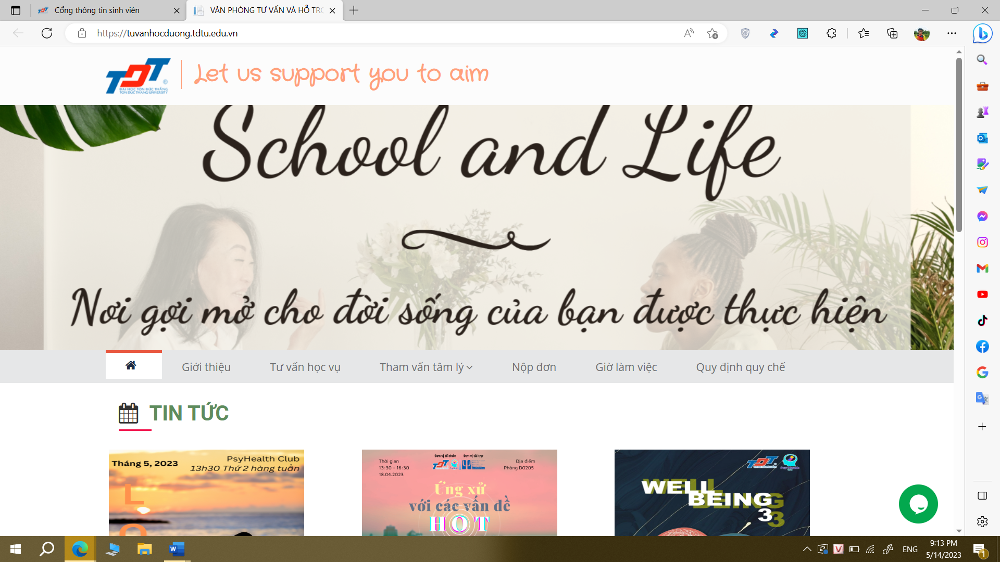 Cổng thông tin sinh viên
VĂN PHÒNG TƯ VẤN VÀ HỖ TRỢ
https://tuvanhocduong.tdtu.edu.vn
TDT
ĐẠI HỌC TÔN ĐỨC THẮNG
TON DUC THANG UNIVERSITY
Let us support you to aim
School and Life
Nơi gợi mở cho đời sống của bạn được thực hiện
Giới thiệu
Tư vấn học vụ
Tham vấn tâm lý
Nộp đơn
Giờ làm việc
Quy định quy chế
TIN TỨC
Tháng 5, 2023
PsyHealth Club
13h30 Thứ 2 hàng tuần
L
O
Thời gian
13:30 - 16:30
18.04.2023
Đơn vị tổ chức
Đơn vị tài trợ
TDT
Địa điểm
Phòng D0205
Ứng xử
với các vấn đề
HOT
TDT
WELL
BEING
3
ENG
9:13 PM
5/14/2023
1